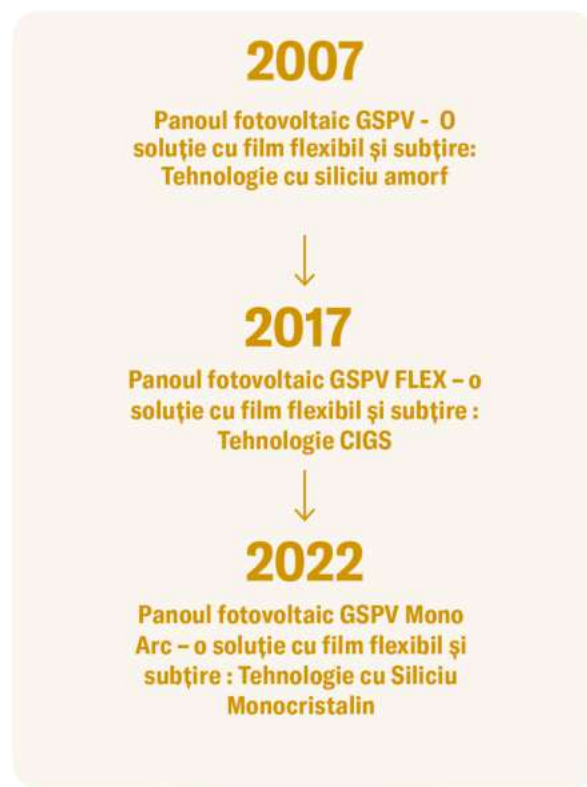 2007
Panoul fotovoltaic GSPV - O
soluție cu film flexibil și subțire:
Tehnologie cu siliciu amorf
2017
Panoul fotovoltaic GSPV FLEX – o
soluție cu film flexibil și subțire :
Tehnologie CIGS
2022
Panoul fotovoltaic GSPV Mono
Arc – o soluție cu film flexibil și
subțire : Tehnologie cu Siliciu
Monocristalin